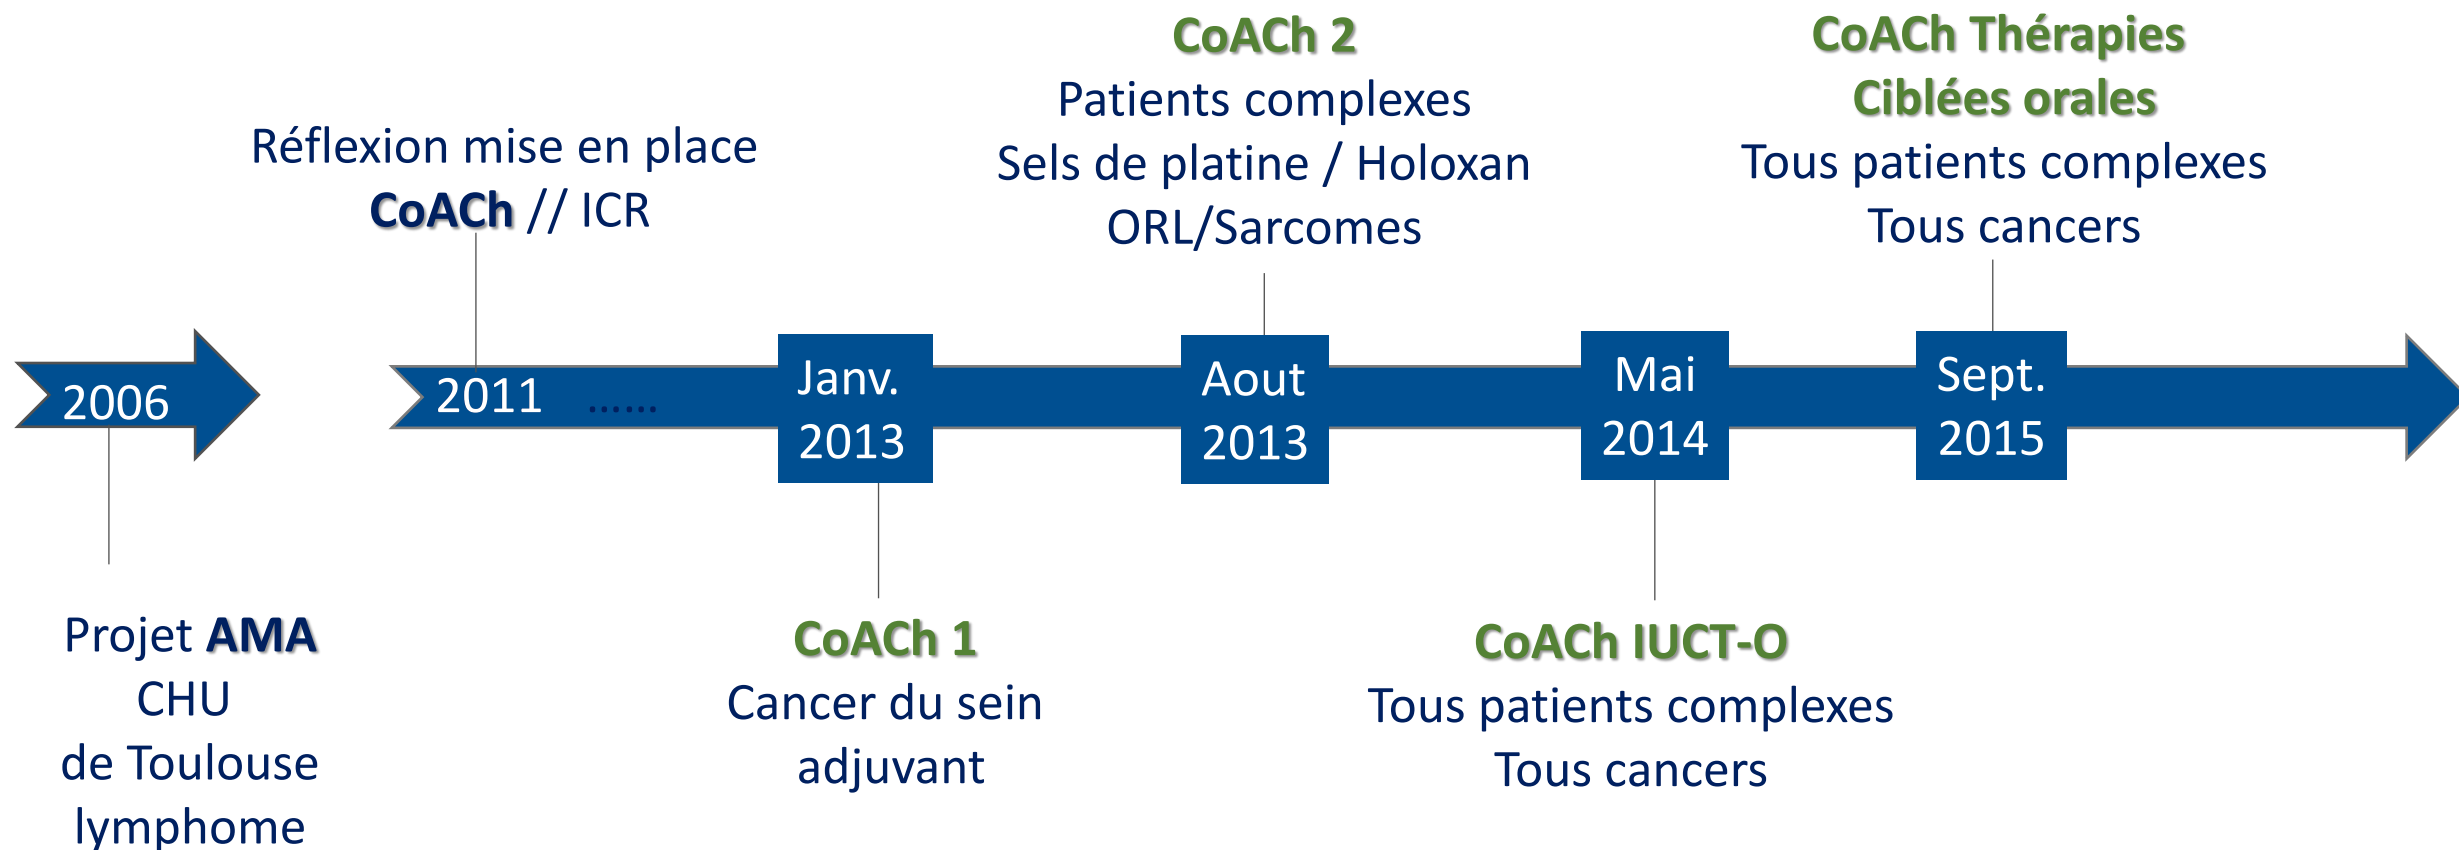 2006
Projet AMA
CHU
de Toulouse
lymphome
Réflexion mise en place
CoACh // ICR
2011 ......
Janv.
2013
CoACh 1
Cancer du sein
adjuvant
CoACh 2
Patients complexes
Sels de platine / Holoxan
ORL/Sarcomes
Aout
2013
Mai
2014
CoACh IUCT-O
Tous patients complexes
Tous cancers
CoACh Thérapies
Ciblées orales
Tous patients complexes
Tous cancers
Sept.
2015